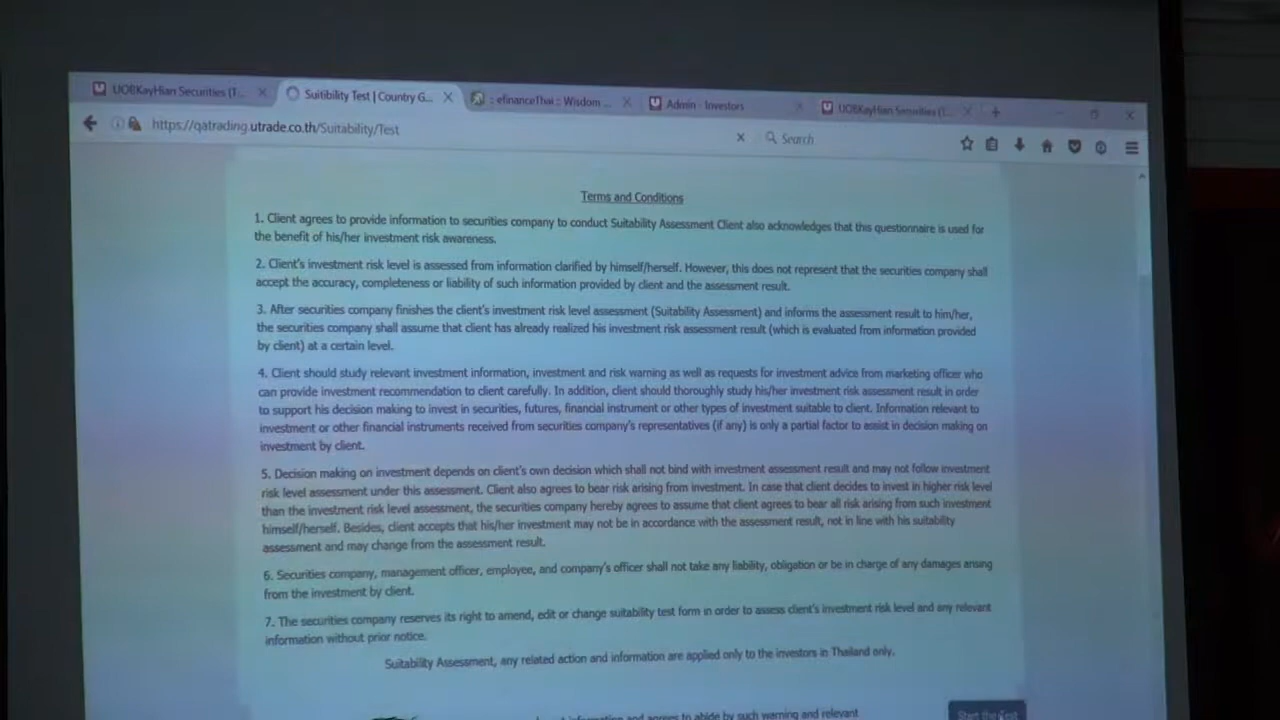 UOBKayHian Securities (T...
Suitibility Test | Country G...
:: efinanceThai :: Wisdom ...
Admin - Investors
UOBKayHian Securities (T...
https://qatrading.utrade.co.th/Suitability/Test
Search
Terms and Conditions
1. Client agrees to provide information to securities company to conduct Suitability Assessment Client also acknowledges that this questionnaire is used for
the benefit of his/her investment risk awareness.
2. Client's investment risk level is assessed from information clarified by himself/herself. However, this does not represent that the securities company shall
accept the accuracy, completeness or liability of such information provided by client and the assessment result.
3. After securities company finishes the client's investment risk level assessment (Suitability Assessment) and informs the assessment result to him/her,
the securities company shall assume that client has already realized his investment risk assessment result (which is evaluated from information provided
by client) at a certain level.
4. Client should study relevant investment information, investment and risk warning as well as requests for investment advice from marketing officer who
can provide investment recommendation to client carefully. In addition, client should thoroughly study his/her investment risk assessment result in order
to support his decision making to invest in securities, futures, financial instrument or other types of investment suitable to client. Information relevant to
investment or other financial instruments received from securities company's representatives (if any) is only a partial factor to assist in decision making on
investment by client.
5. Decision making on investment depends on client's own decision which shall not bind with investment assessment result and may not follow investment
risk level assessment under this assessment. Client also agrees to bear risk arising from investment. In case that client decides to invest in higher risk level
than the investment risk level assessment, the securities company hereby agrees to assume that client agrees to bear all risk arising from such investment
himself/herself. Besides, client accepts that his/her investment may not be in accordance with the assessment result, not in line with his suitability
assessment and may change from the assessment result.
6. Securities company, management officer, employee, and company's officer shall not take any liability, obligation or be in charge of any damages arising
from the investment by client.
7. The securities company reserves its right to amend, edit or change suitability test form in order to assess client's investment risk level and any relevant
information without prior notice.
Suitability Assessment, any related action and information are applied only to the investors in Thailand only.
information and agrees to abide by such warning and relevant
Start the Test